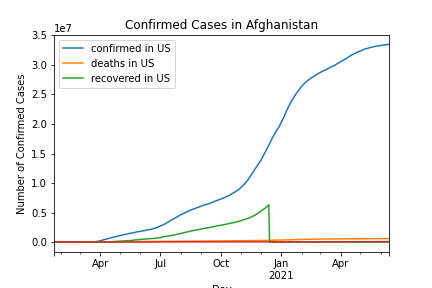 Confirmed Cases in Afghanistan
1e7
3.5
3.0
2.5
2.0
1.5
1.0
0.5
0.0
Number of Confirmed Cases
confirmed in US
deaths in US
recovered in US
Apr Jul Oct Jan Apr
2021